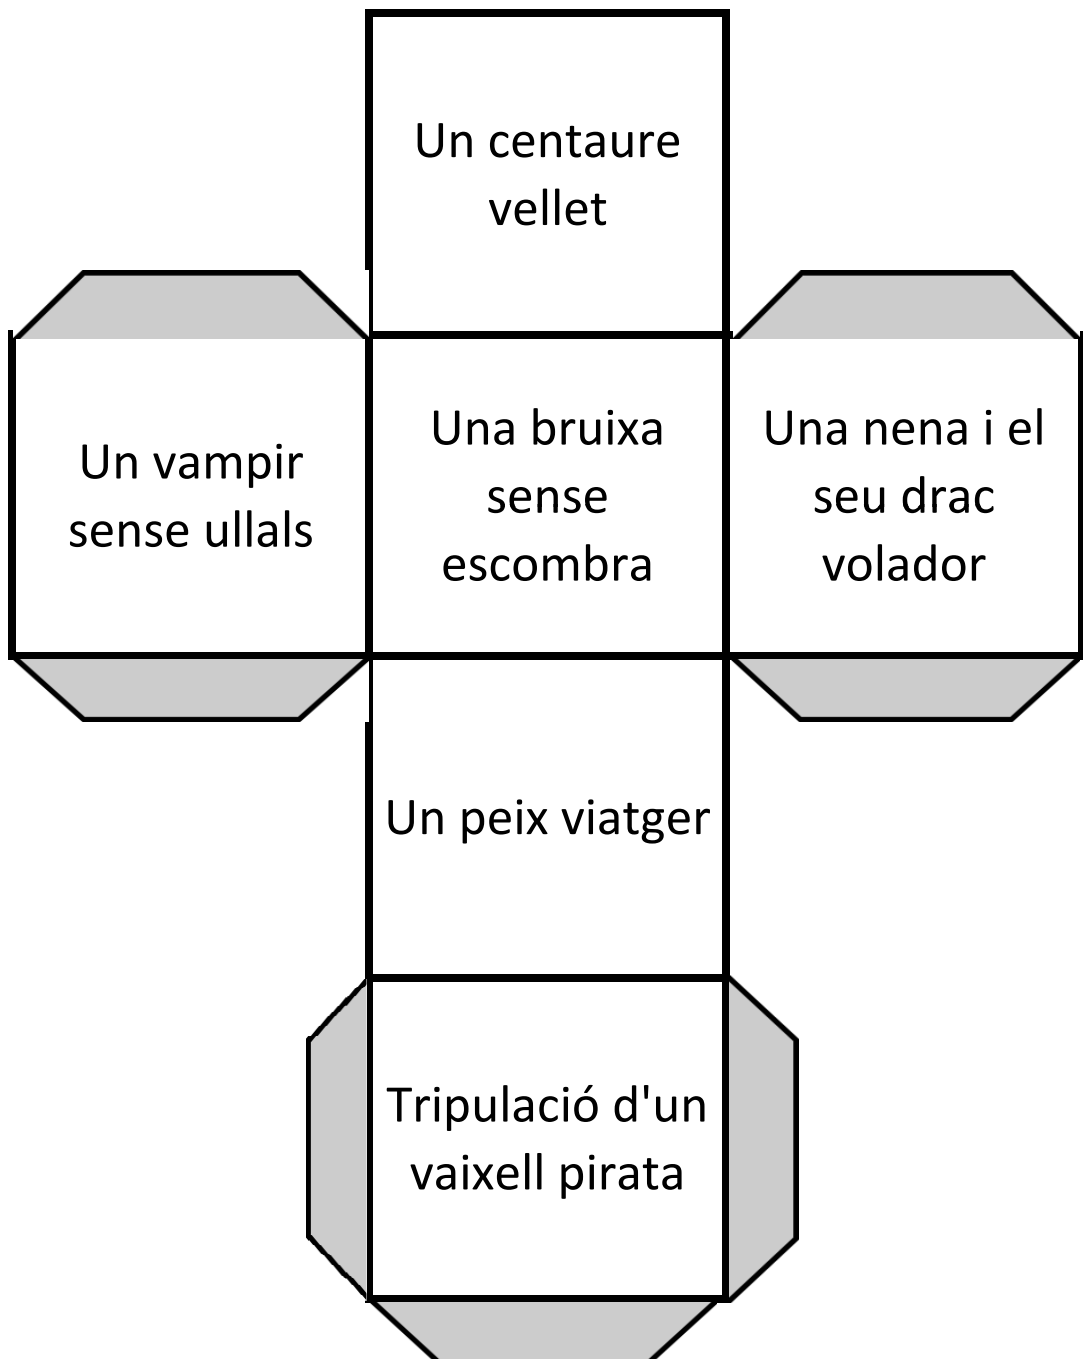 Un centaure
vellet
Un vampir
sense ullals
Una bruixa
sense
escombra
Una nena i el
seu drac
volador
Un peix viatger
Tripulació d'un
vaixell pirata